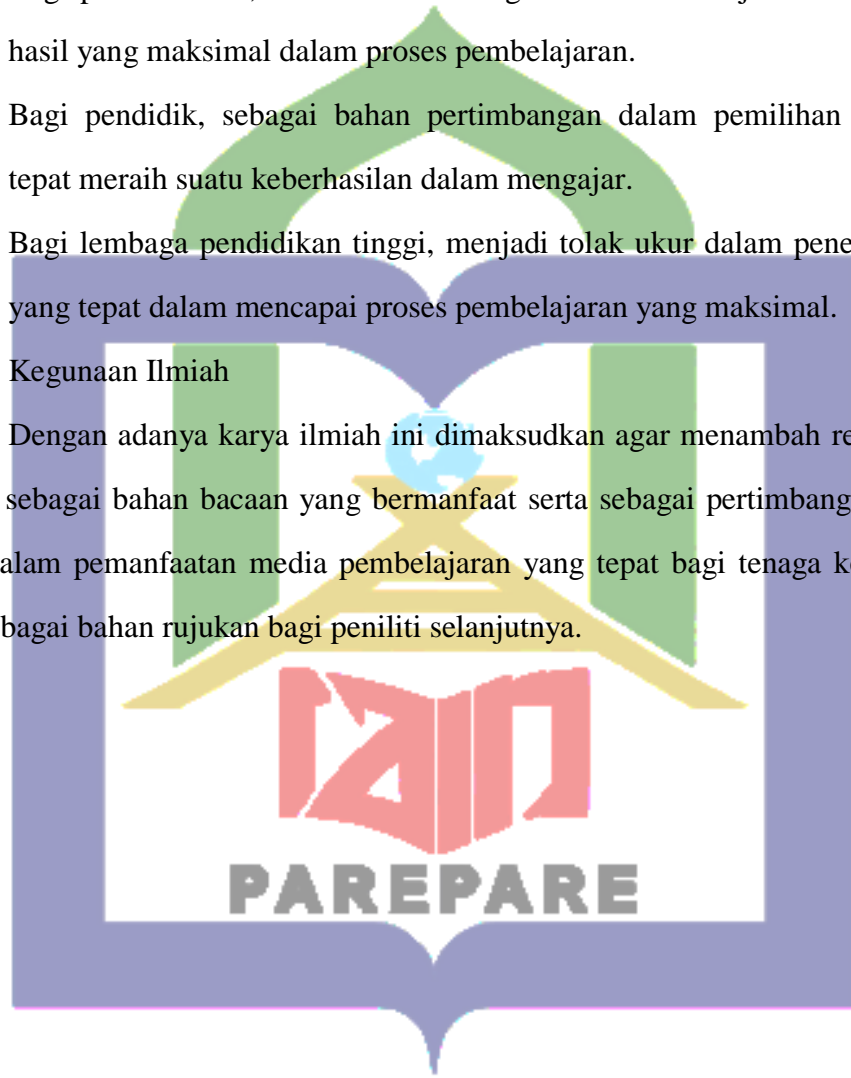 hasil yang maksimal dalam proses pembelajaran.
Bagi pendidik, sebagai bahan pertimbangan dalam pemilihan
tepat meraih suatu keberhasilan dalam mengajar.
Bagi lembaga pendidikan tinggi, menjadi tolak ukur dalam pene
yang tepat dalam mencapai proses pembelajaran yang maksimal.
Kegunaan Ilmiah
Dengan adanya karya ilmiah ini dimaksudkan agar menambah re
sebagai bahan bacaan yang bermanfaat serta sebagai pertimbang
alam pemanfaatan media pembelajaran yang tepat bagi tenaga k
bagai bahan rujukan bagi peniliti selanjutnya.
iain
PAREPARE